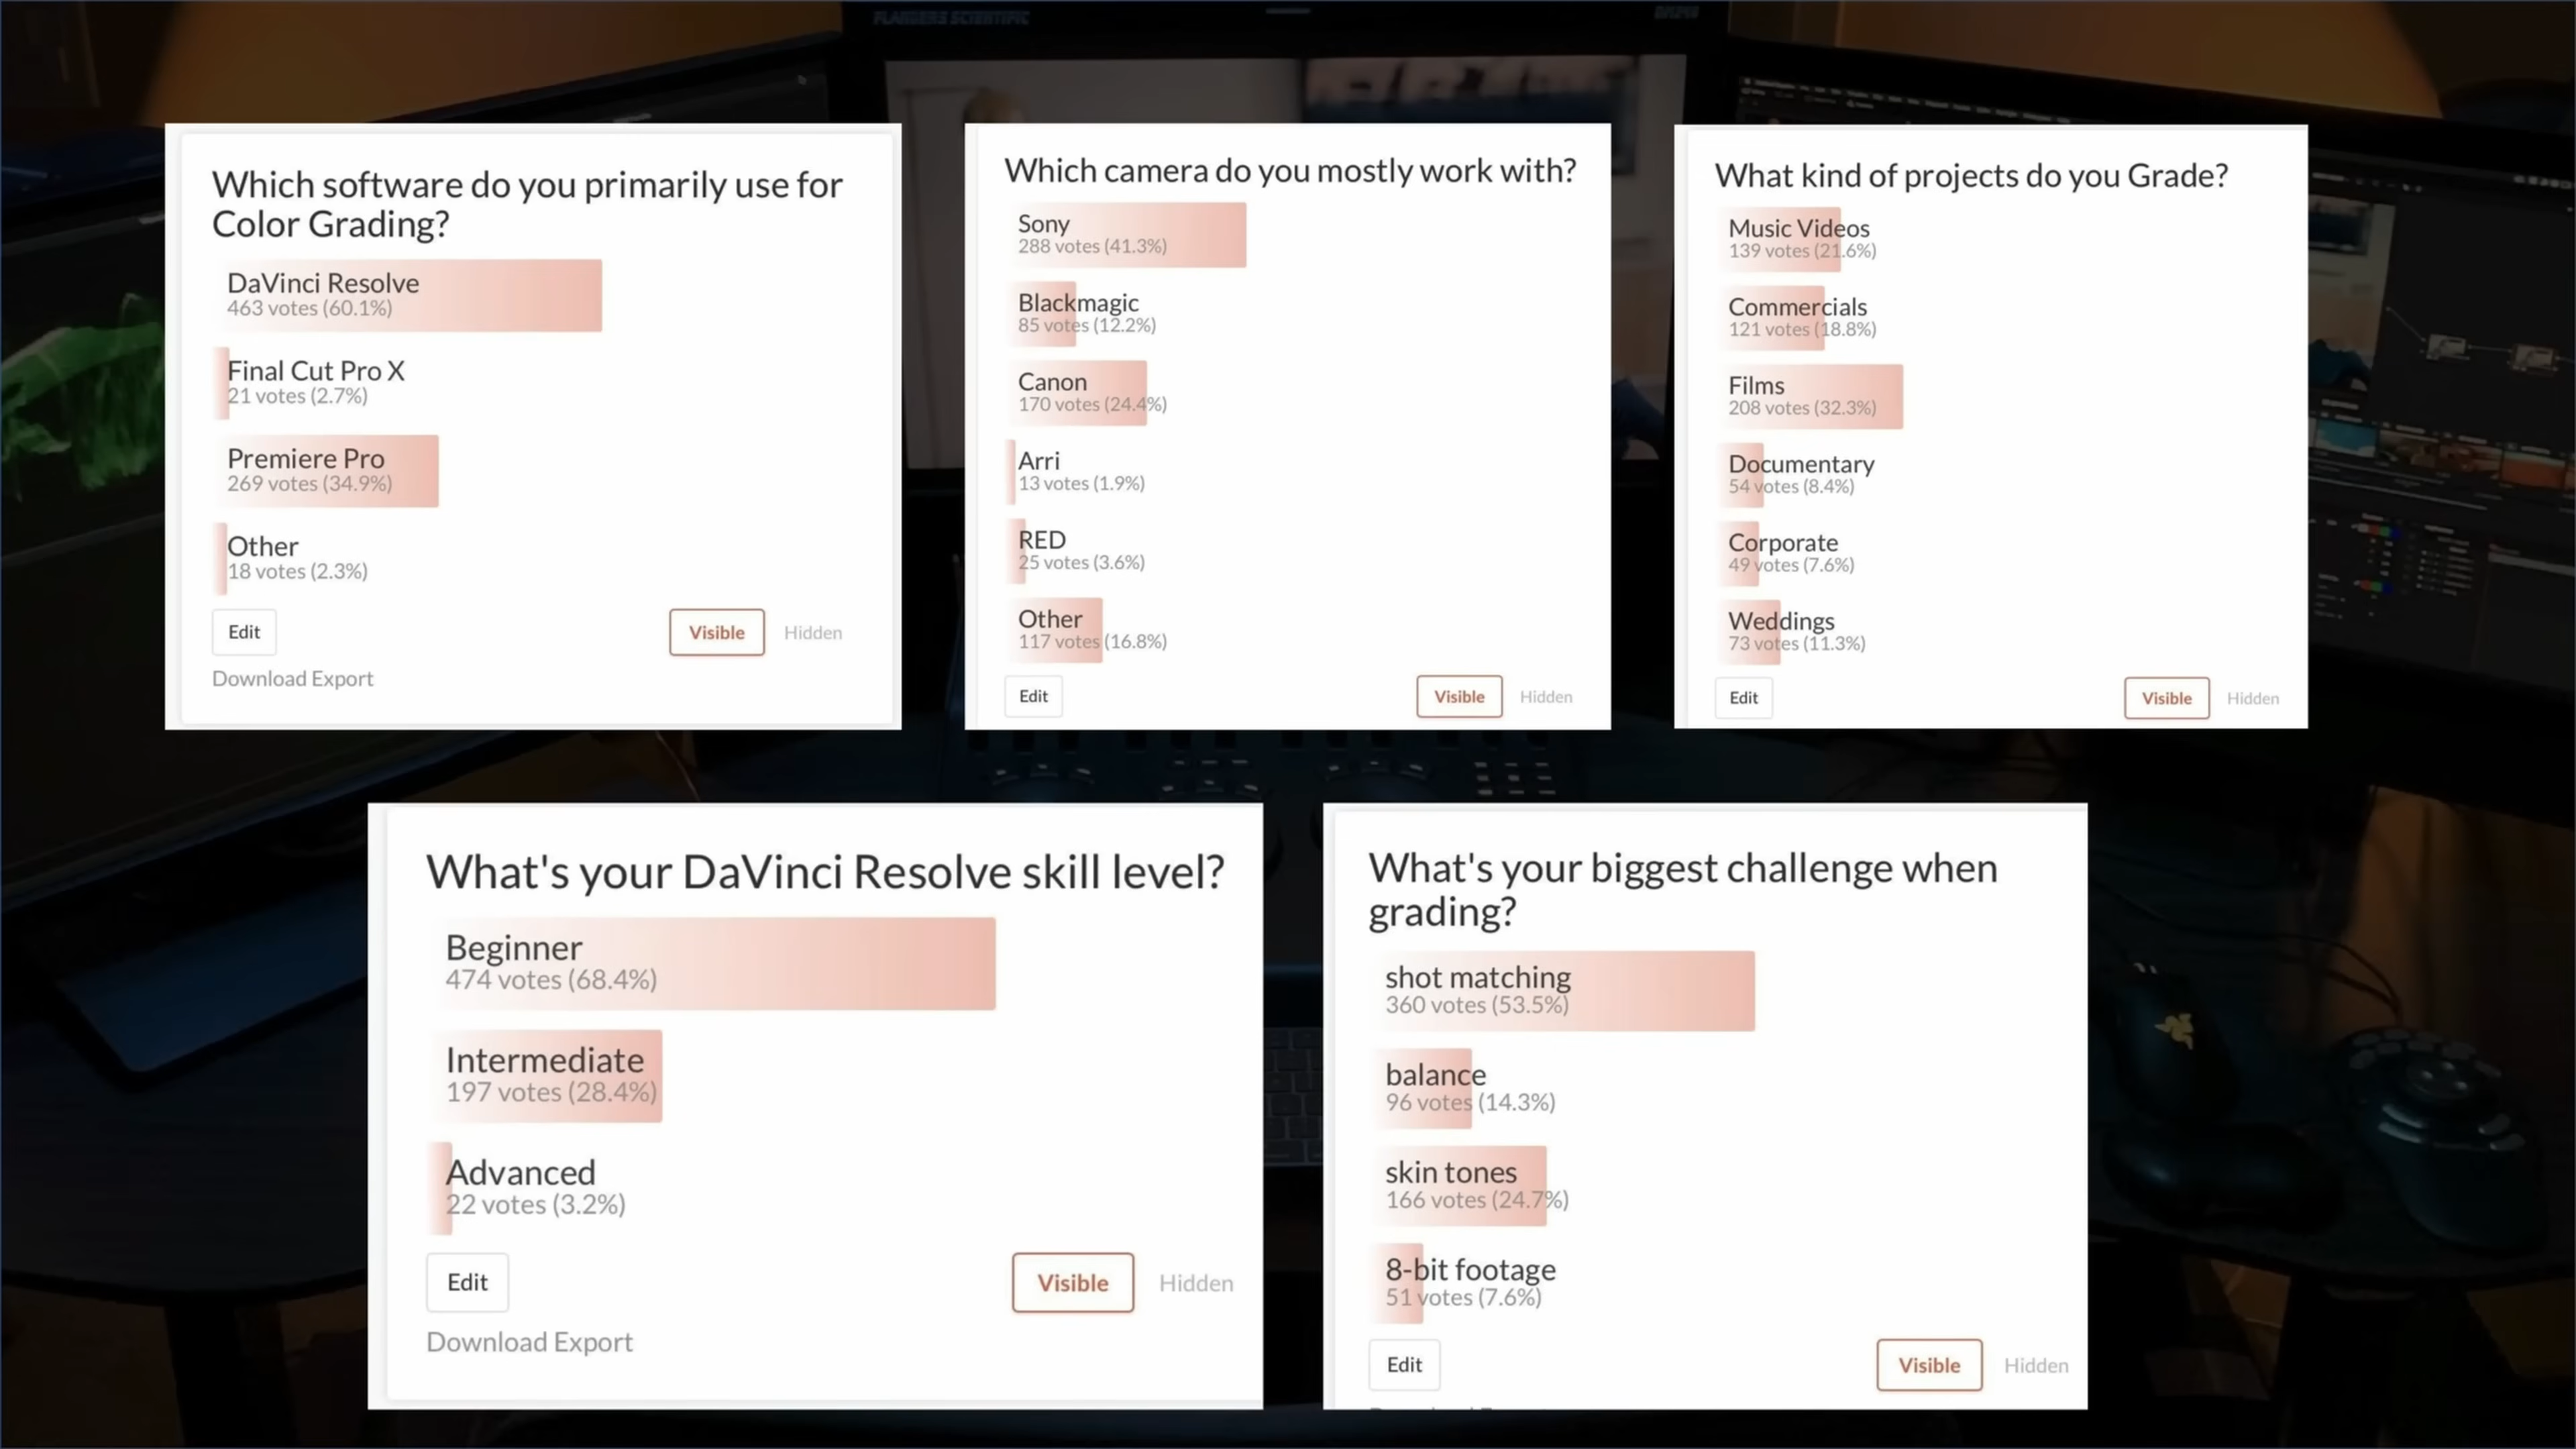 FLANDERS SCIENTIFIC
Which software do you primarily use for
Color Grading?
DaVinci Resolve
463 votes (60.1%)
Final Cut Pro X
21 votes (2.7%)
Premiere Pro
269 votes (34.9%)
Other
18 votes (2.3%)
Edit
Visible
Hidden
Download Export
Which camera do you mostly work with?
Sony
288 votes (41.3%)
Blackmagic
85 votes (12.2%)
Canon
170 votes (24.4%)
Arri
13 votes (1.9%)
RED
25 votes (3.6%)
Other
117 votes (16.8%)
Edit
Visible
Hidden
What kind of projects do you Grade?
Music Videos
139 votes (21.6%)
Commercials
121 votes (18.8%)
Films
208 votes (32.3%)
Documentary
54 votes (8.4%)
Corporate
49 votes (7.6%)
Weddings
73 votes (11.3%)
Edit
Visible
Hidden
What's your DaVinci Resolve skill level?
Beginner
474 votes (68.4%)
Intermediate
197 votes (28.4%)
Advanced
22 votes (3.2%)
Edit
Visible
Hidden
Download Export
What's your biggest challenge when
grading?
shot matching
360 votes (53.5%)
balance
96 votes (14.3%)
skin tones
166 votes (24.7%)
8-bit footage
51 votes (7.6%)
Edit
Visible
Hidden